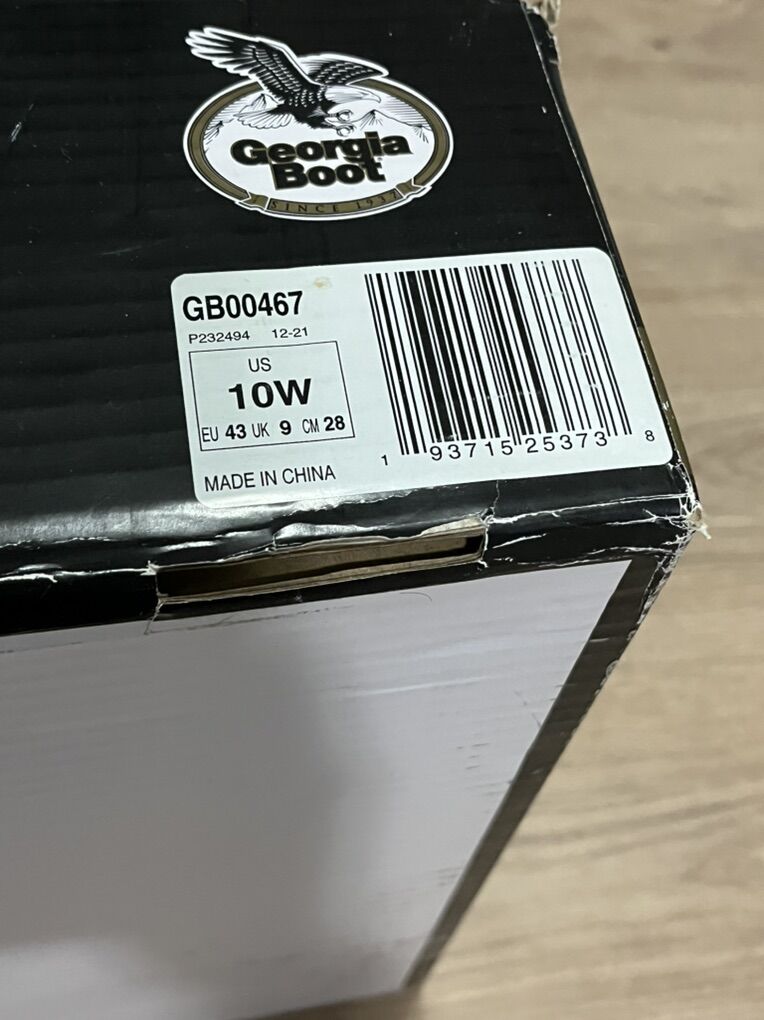 Georgia
Boot
SINCE 1937
GB00467
P232494 12-21
US
10W
EU 43 UK 9 CM 28
MADE IN CHINA
1 93715 25373 8